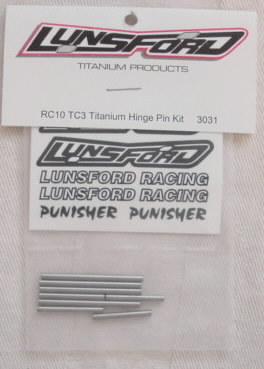 LUNSFORD
TITANIUM PRODUCTS
RC10 TC3 Titanium Hinge Pin Kit 3031
LUNSFORD
LUNSFORD RACING
LUNSFORD RACING
PUNISHER PUNISHER